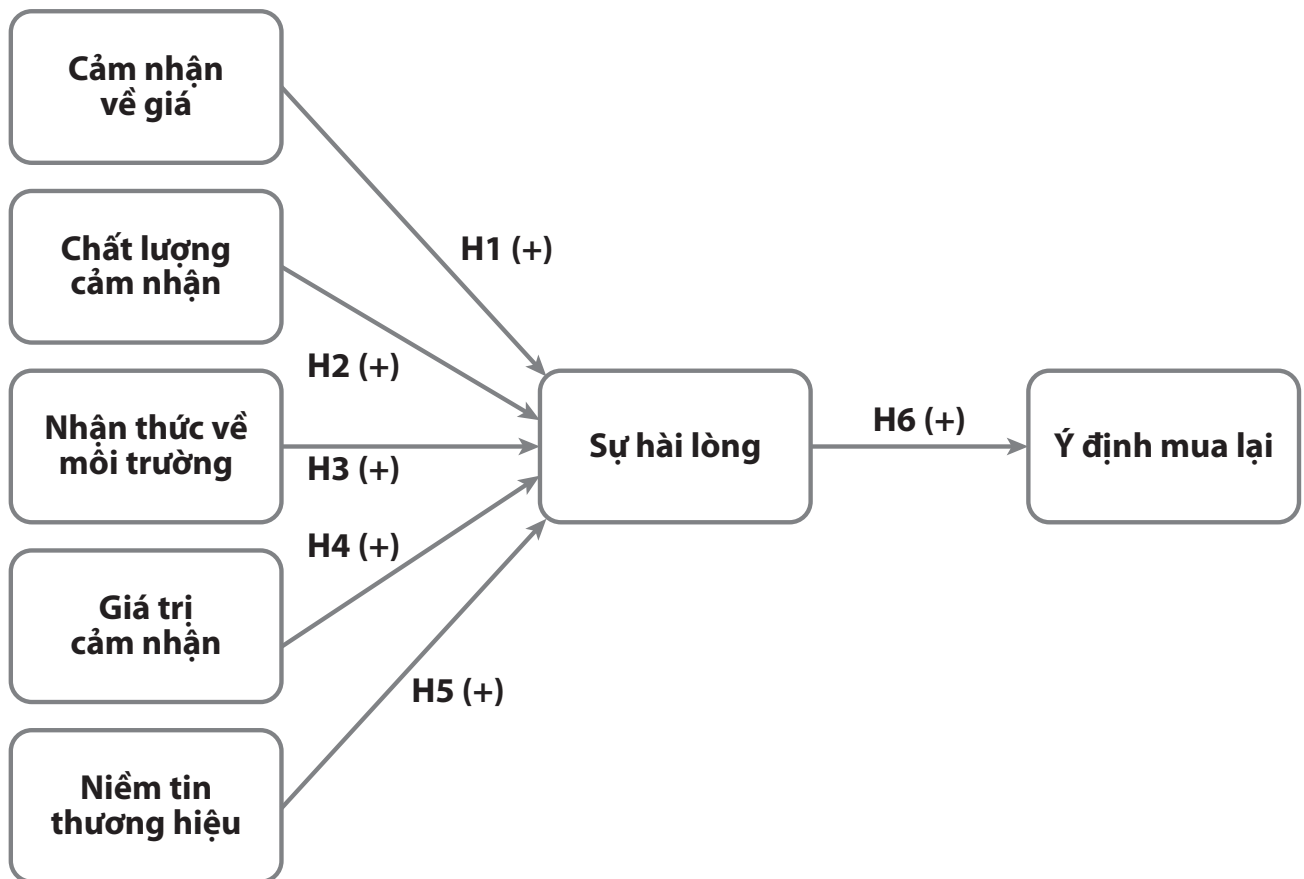 Cảm nhận
về giá
H1 (+)
Chất lượng
cảm nhận
H2 (+)
Nhận thức về
môi trường
H3 (+)
Sự hài lòng
H6 (+)
Ý định mua lại
H4 (+)
Giá trị
cảm nhận
H5 (+)
Niềm tin
thương hiệu